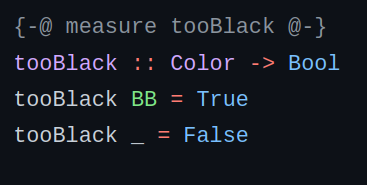 {-@ measure tooBlack @-}
tooBlack :: Color -> Bool
tooBlack BB = True
tooBlack _ = False